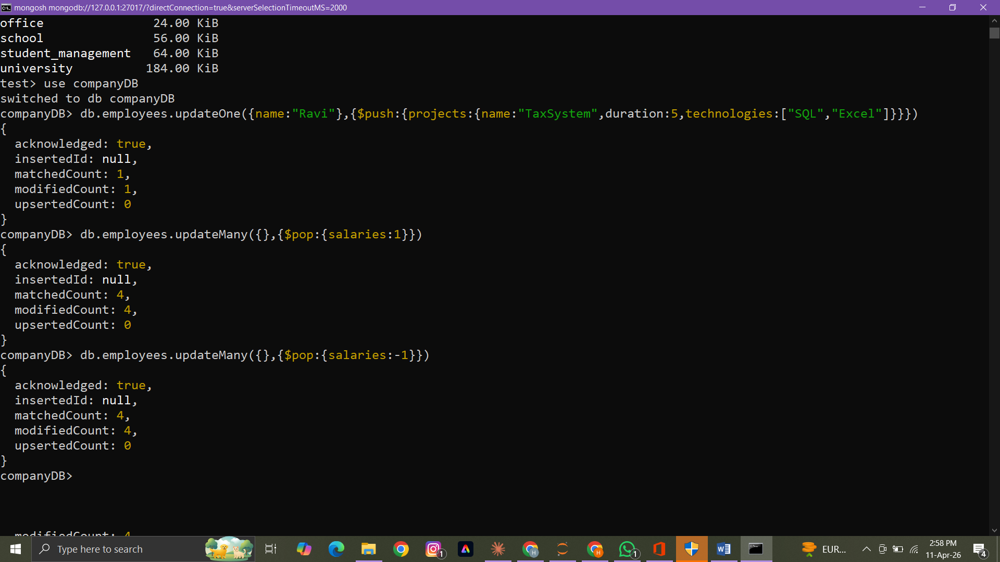 mongosh mongodb://127.0.0.1:27017/?directConnection=true&serverSelectionTimeoutMS=2000
office 24.00 KiB
school 56.00 KiB
student_management 64.00 KiB
university 184.00 KiB
test> use companyDB
switched to db companyDB
companyDB> db.employees.updateOne({name:"Ravi"},{$push:{projects:{name:"TaxSystem",duration:5,technologies:["SQL","Excel"]}}})
{
  acknowledged: true,
  insertedId: null,
  matchedCount: 1,
  modifiedCount: 1,
  upsertedCount: 0
}
companyDB> db.employees.updateMany({},{$pop:{salaries:1}})
{
  acknowledged: true,
  insertedId: null,
  matchedCount: 4,
  modifiedCount: 4,
  upsertedCount: 0
}
companyDB> db.employees.updateMany({},{$pop:{salaries:-1}})
{
  acknowledged: true,
  insertedId: null,
  matchedCount: 4,
  modifiedCount: 4,
  upsertedCount: 0
}
companyDB>
  modifiedCount: 4
Type here to search
1
1
EUR...
2:58 PM
11-Apr-26
4